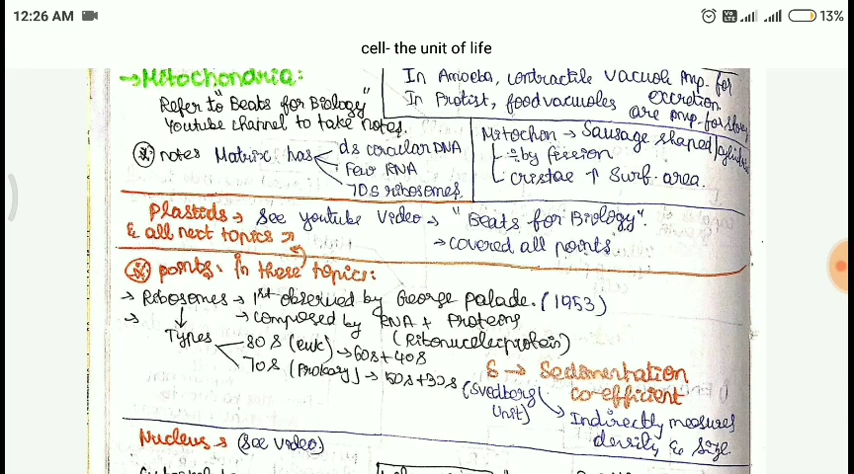 12:26 AM
13%
cell- the unit of life
→Mitochondria:
Refer to "Beats for Biology"
Youtube channel to take notes.
In Amoeba, contractile vacuole imp. for
excretion
In Protist, food vacuoles are imp. for
notes Matrix has
ds circular DNA
Few RNA
70s ribosomes.
Mitochon → Sausage shaped/
÷ by fission
cristae ↑ surf. area.
Plastids → See youtube Video → "Beats for Biology".
& all next topics
→ covered all points
points: In these topics:
→ Ribosomes → 1st observed by George Palade. (1953)
→
→ composed by RNA + Proteins
(Ribonucleoprotein)
Types
80S (euk) → 60s + 40s
70s (Prokary) → 50s + 30s
S → Sedimentation
co-efficient
(Svedberg
Unit)
Indirectly measures
density & size
Nucleus → (see video)